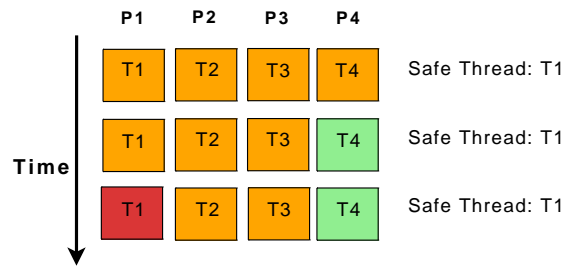 P1 P2 P3 P4
T1 T2 T3 T4 Safe Thread: T1
T1 T2 T3 T4 Safe Thread: T1
Time
T1 T2 T3 T4 Safe Thread: T1